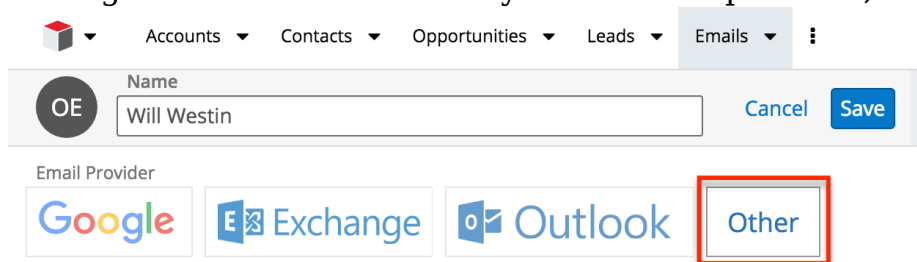 Accounts Contacts Opportunities Leads Emails
Name
OE Will Westin Cancel Save
Email Provider
Google E Exchange o Outlook Other